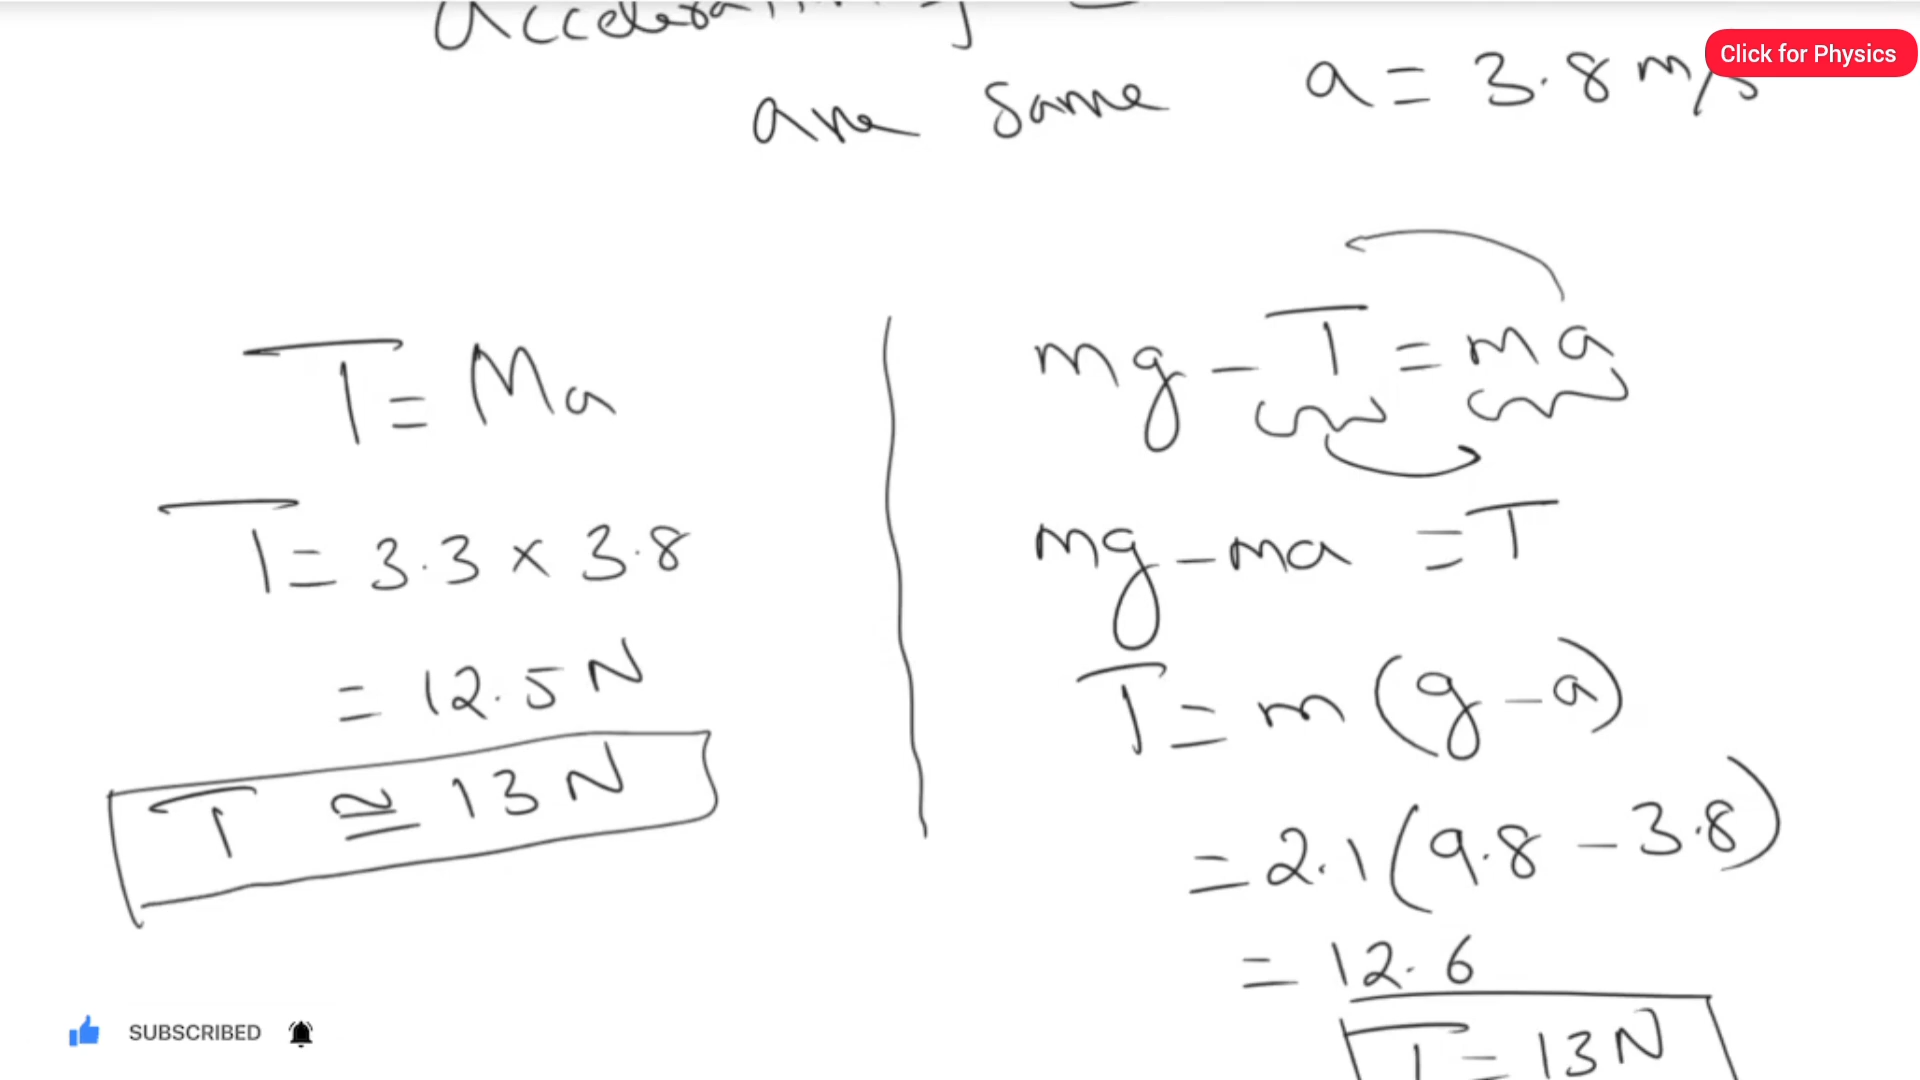 Click for Physics
are same a = 3.8 m/s
T = Ma
T = 3.3 × 3.8
= 12.5 N
T ≅ 13 N
mg - T = ma
mg - ma = T
T = m (g - a)
= 2.1 (9.8 - 3.8)
= 12.6
T = 13 N
SUBSCRIBED